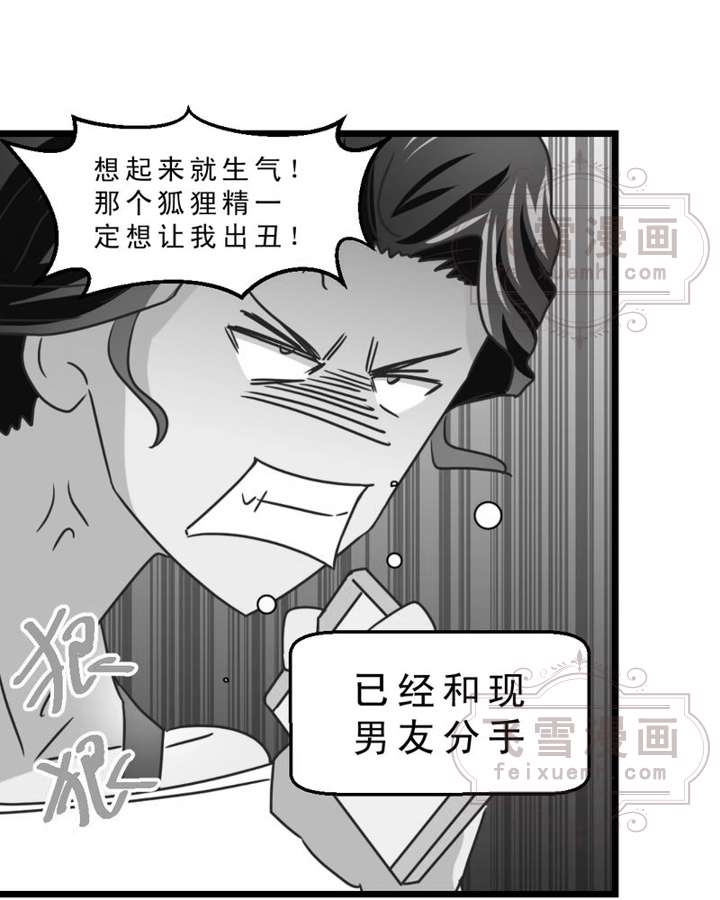 想起来就生气！
那个狐狸精一
定想让我出丑！
飞雪漫画
feixuemh.com
狠
狠
已经和现
男友分手
飞雪漫画
feixuemh.com